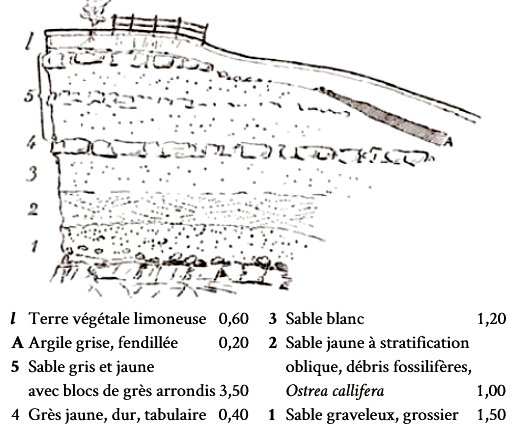 l
5
4
3
2
1
A
l Terre végétale limoneuse 0,60
A Argile grise, fendillée 0,20
5 Sable gris et jaune
avec blocs de grès arrondis 3,50
4 Grès jaune, dur, tabulaire 0,40
3 Sable blanc 1,20
2 Sable jaune à stratification
oblique, débris fossilifères,
Ostrea callifera 1,00
1 Sable graveleux, grossier 1,50